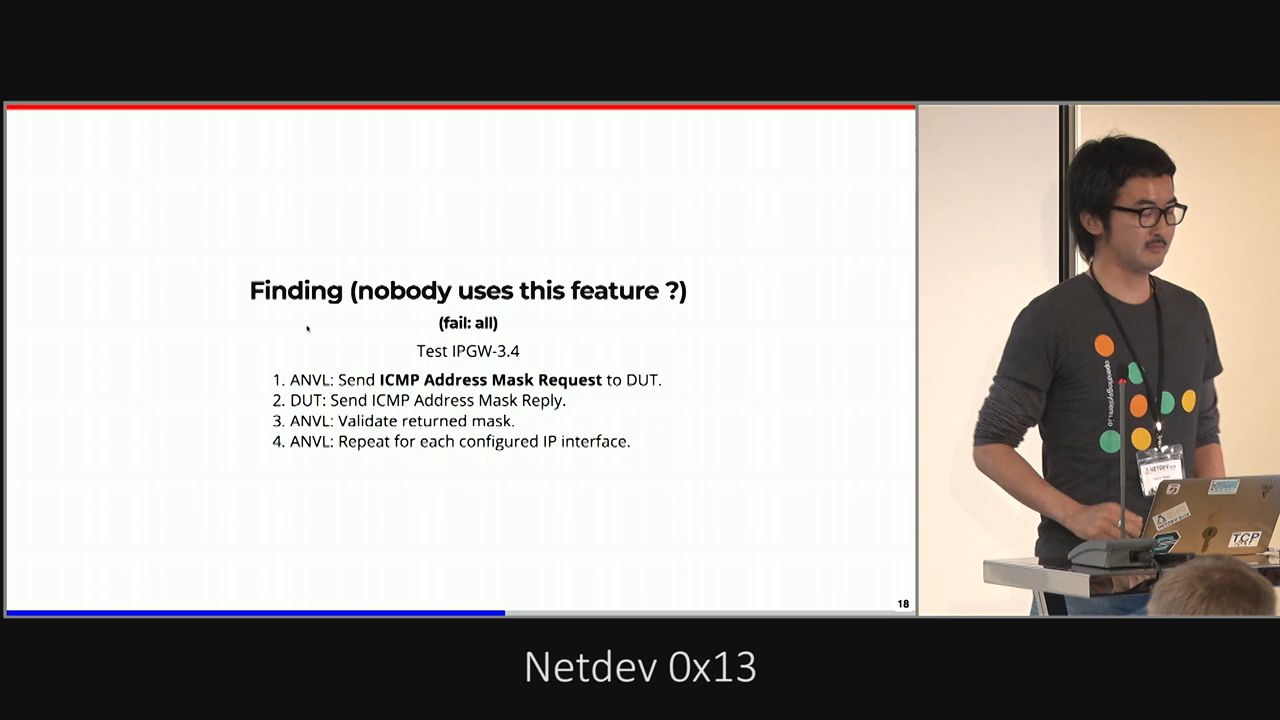 Finding (nobody uses this feature ?)
(fail: all)
Test IPGW-3.4
1. ANVL: Send ICMP Address Mask Request to DUT.
2. DUT: Send ICMP Address Mask Reply.
3. ANVL: Validate returned mask.
4. ANVL: Repeat for each configured IP interface.
18
NETDEV
TCP
Netdev 0x13